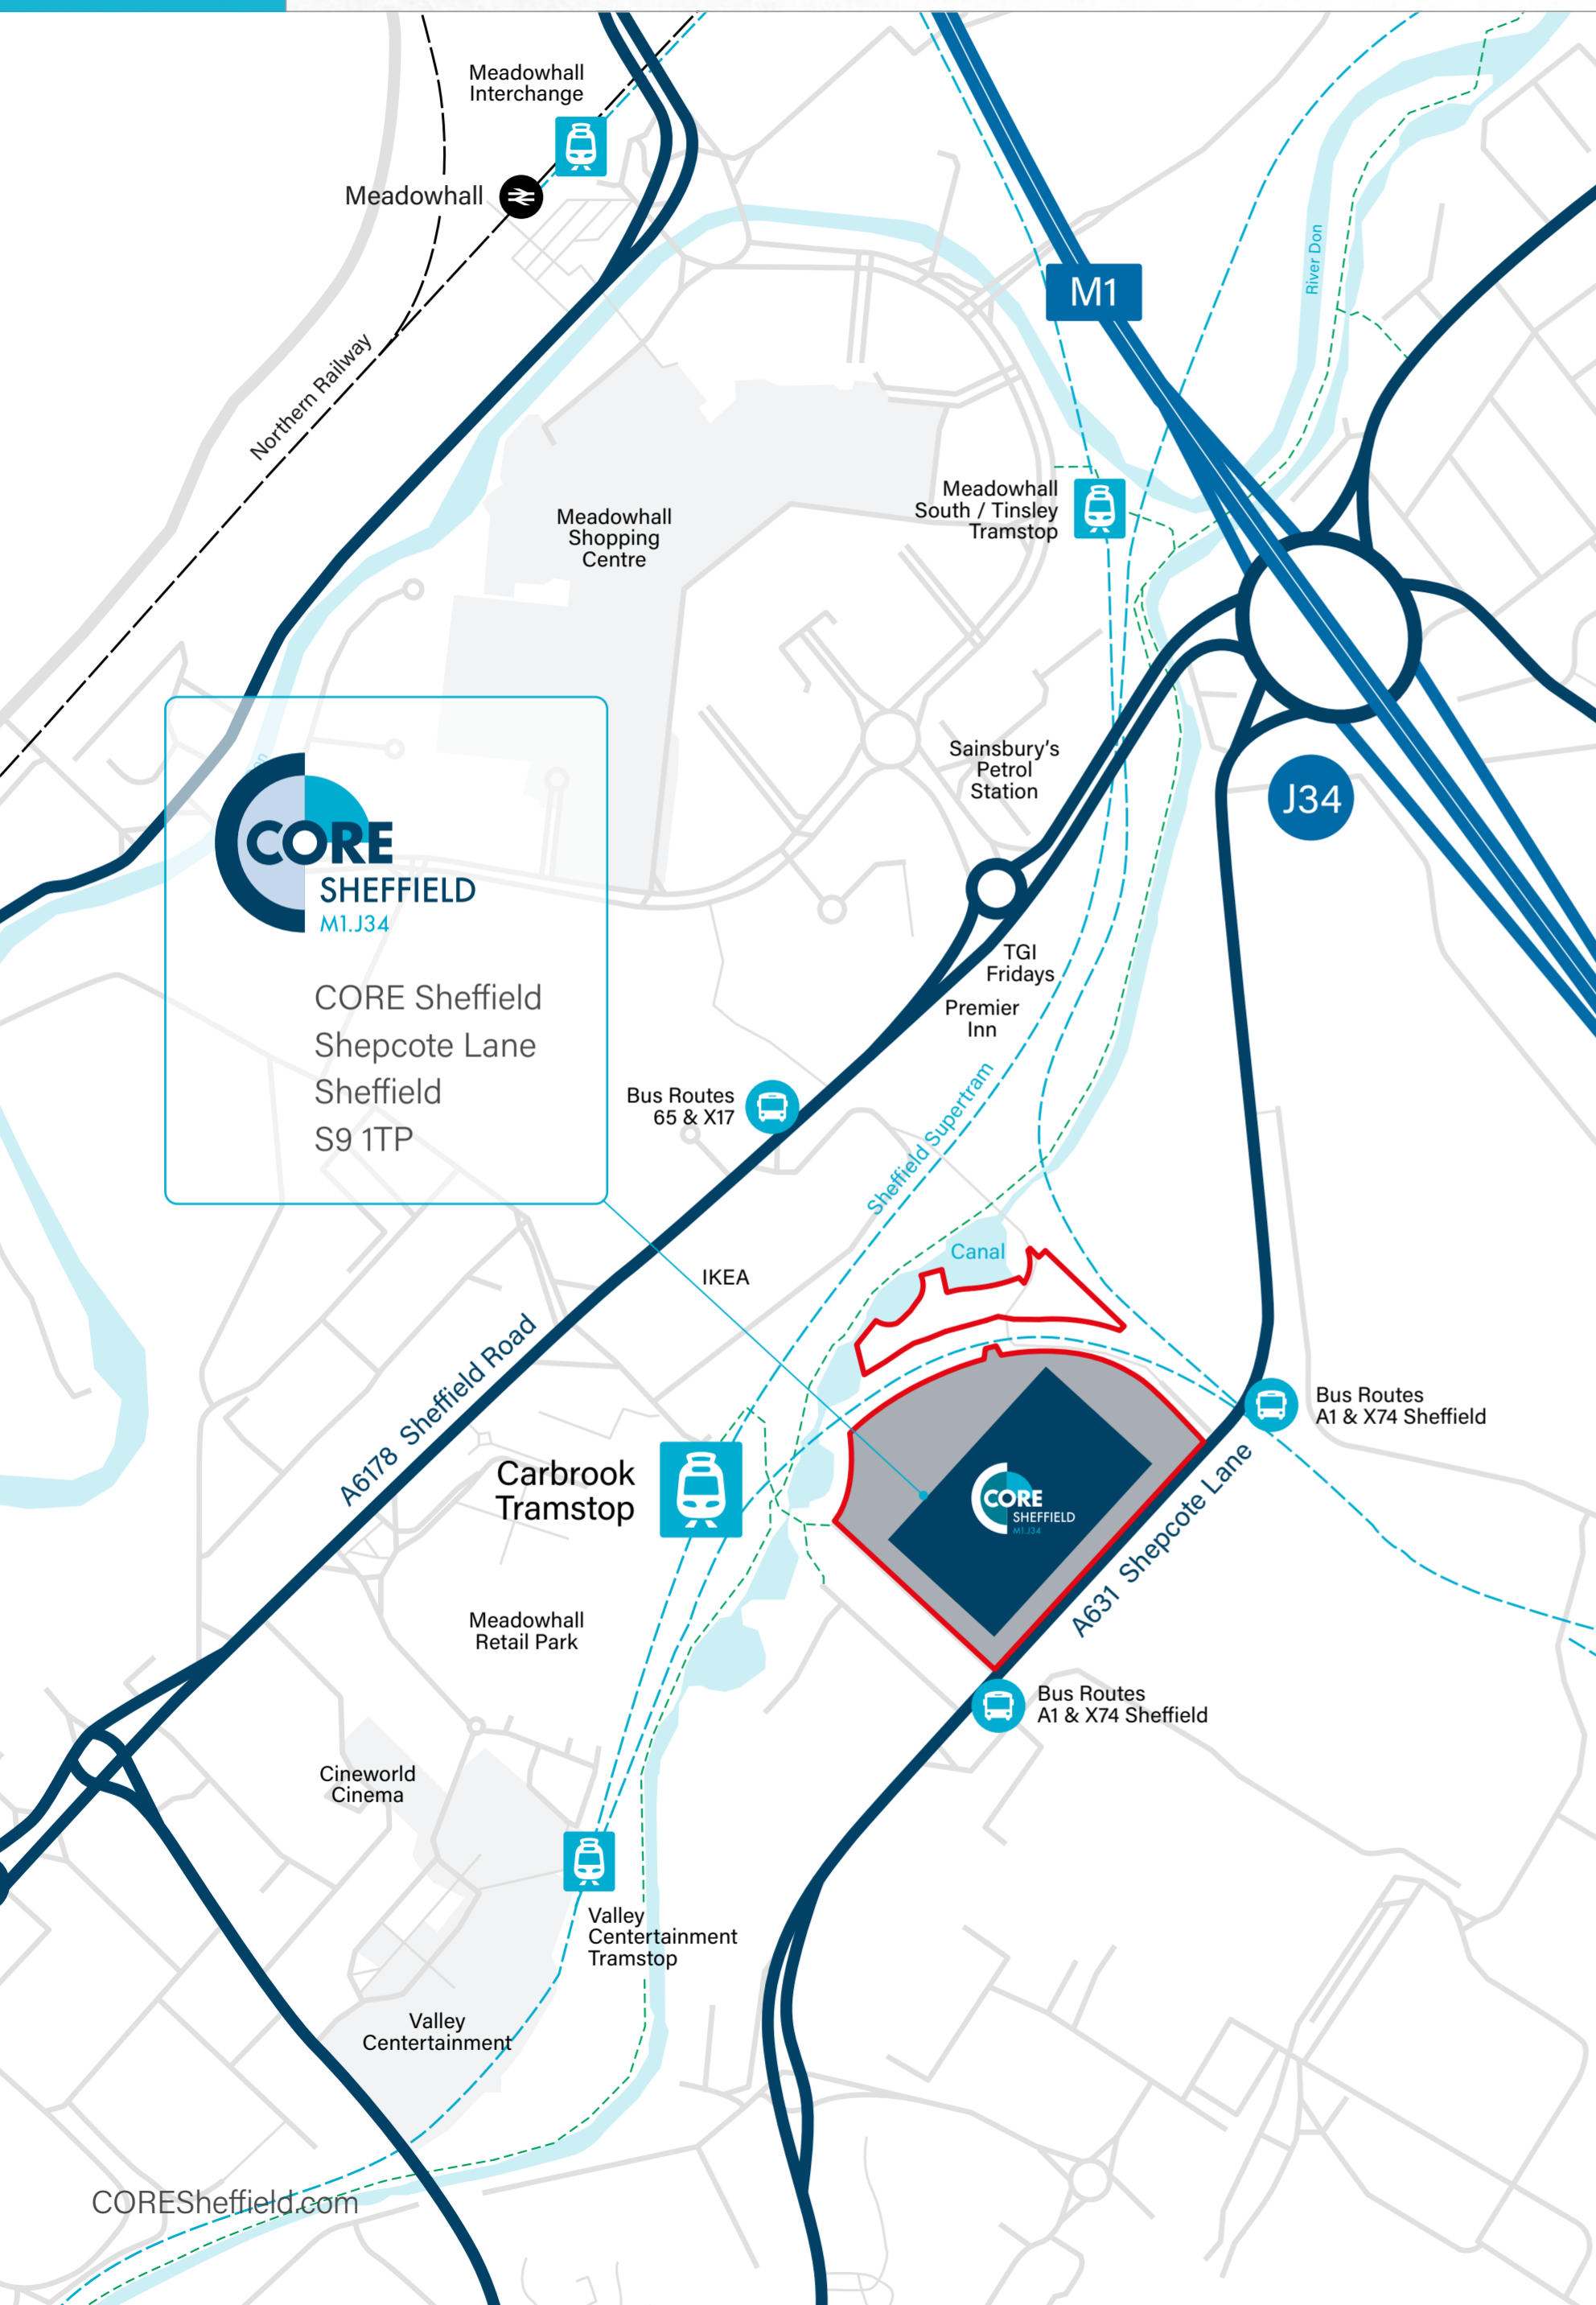 Meadowhall
Interchange
Meadowhall
M1
River Don
Northern Railway
Meadowhall
South / Tinsley
Tramstop
Meadowhall
Shopping
Centre
Sainsbury's
Petrol
Station
J34
CORE
SHEFFIELD
M1.J34
CORE Sheffield
Shepcote Lane
Sheffield
S9 1TP
TGI
Fridays
Premier
Inn
Bus Routes
65 & X17
Sheffield Supertram
Canal
IKEA
A6178 Sheffield Road
Bus Routes
A1 & X74 Sheffield
Carbrook
Tramstop
CORE
SHEFFIELD
M1.J34
A631 Shepcote Lane
Meadowhall
Retail Park
Bus Routes
A1 & X74 Sheffield
Cineworld
Cinema
Valley
Centertainment
Tramstop
Valley
Centertainment
CORESheffield.com